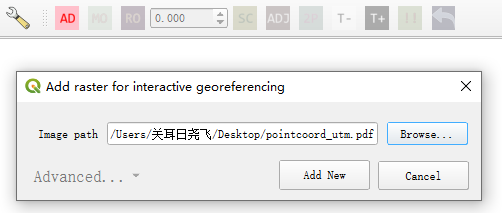 AD MO RO 0.000 SC ADJ 2P T- T+ !!
Add raster for interactive georeferencing
Image path /Users/关耳日尧飞/Desktop/pointcoord_utm.pdf Browse...
Advanced... Add New Cancel